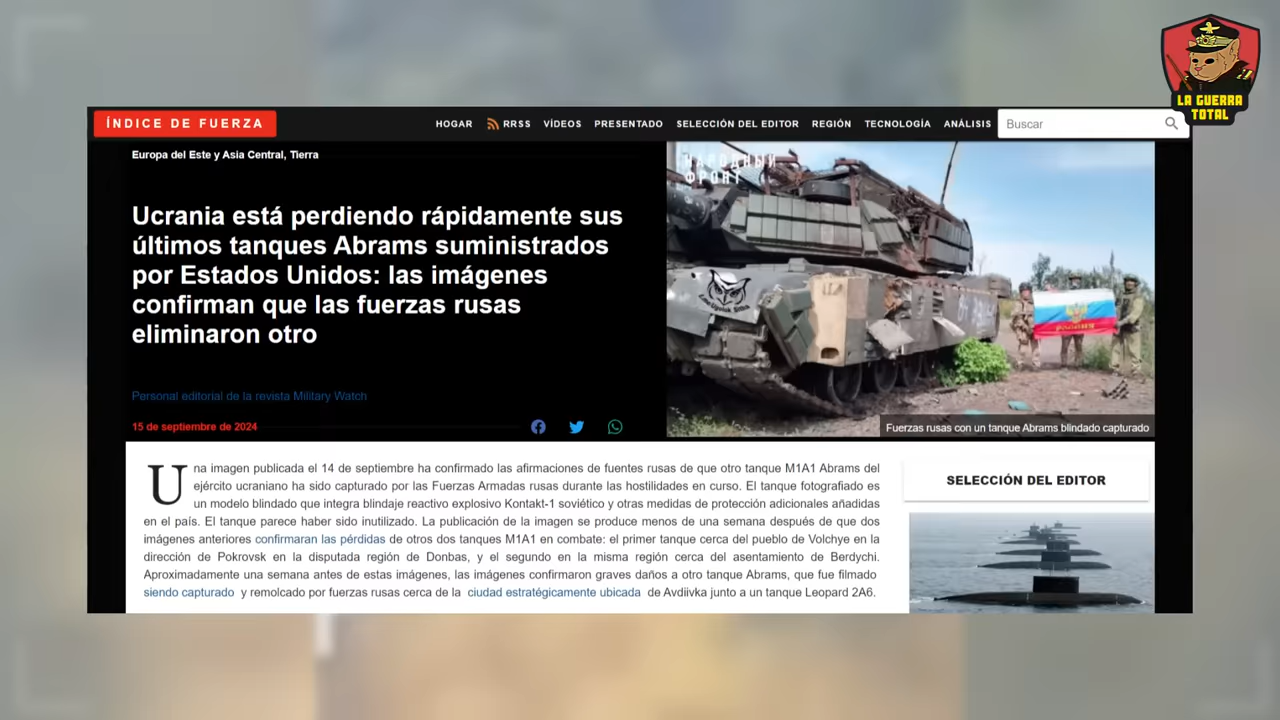 LA GUERRA
TOTAL
ÍNDICE DE FUERZA
HOGAR RRSS VÍDEOS PRESENTADO SELECCIÓN DEL EDITOR REGIÓN TECNOLOGÍA ANÁLISIS Buscar
Europa del Este y Asia Central, Tierra
Ucrania está perdiendo rápidamente sus
últimos tanques Abrams suministrados
por Estados Unidos: las imágenes
confirman que las fuerzas rusas
eliminaron otro
Personal editorial de la revista Military Watch
15 de septiembre de 2024
НАРОДНЫЙ
ФРОНТ
Fuerzas rusas con un tanque Abrams blindado capturado
Una imagen publicada el 14 de septiembre ha confirmado las afirmaciones de fuentes rusas de que otro tanque M1A1 Abrams del
ejército ucraniano ha sido capturado por las Fuerzas Armadas rusas durante las hostilidades en curso. El tanque fotografiado es
un modelo blindado que integra blindaje reactivo explosivo Kontakt-1 soviético y otras medidas de protección adicionales añadidas
en el país. El tanque parece haber sido inutilizado. La publicación de la imagen se produce menos de una semana después de que dos
imágenes anteriores confirmaran las pérdidas de otros dos tanques M1A1 en combate: el primer tanque cerca del pueblo de Volchye en la
dirección de Pokrovsk en la disputada región de Donbas, y el segundo en la misma región cerca del asentamiento de Berdychi.
Aproximadamente una semana antes de estas imágenes, las imágenes confirmaron graves daños a otro tanque Abrams, que fue filmado
siendo capturado y remolcado por fuerzas rusas cerca de la ciudad estratégicamente ubicada de Avdiivka junto a un tanque Leopard 2A6.
SELECCIÓN DEL EDITOR